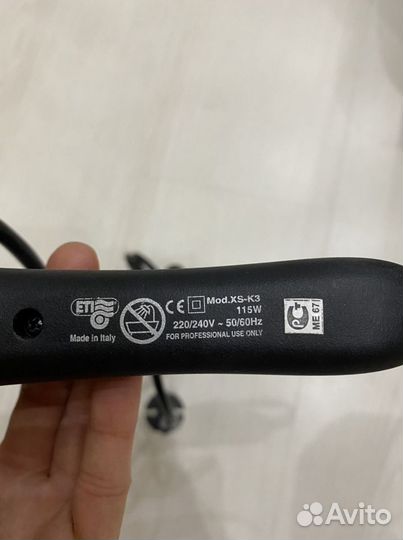 ETI
Made in Italy
CE Mod.XS-K3
115W
220/240V ~ 50/60Hz
FOR PROFESSIONAL USE ONLY
PG
ME 67
Avito